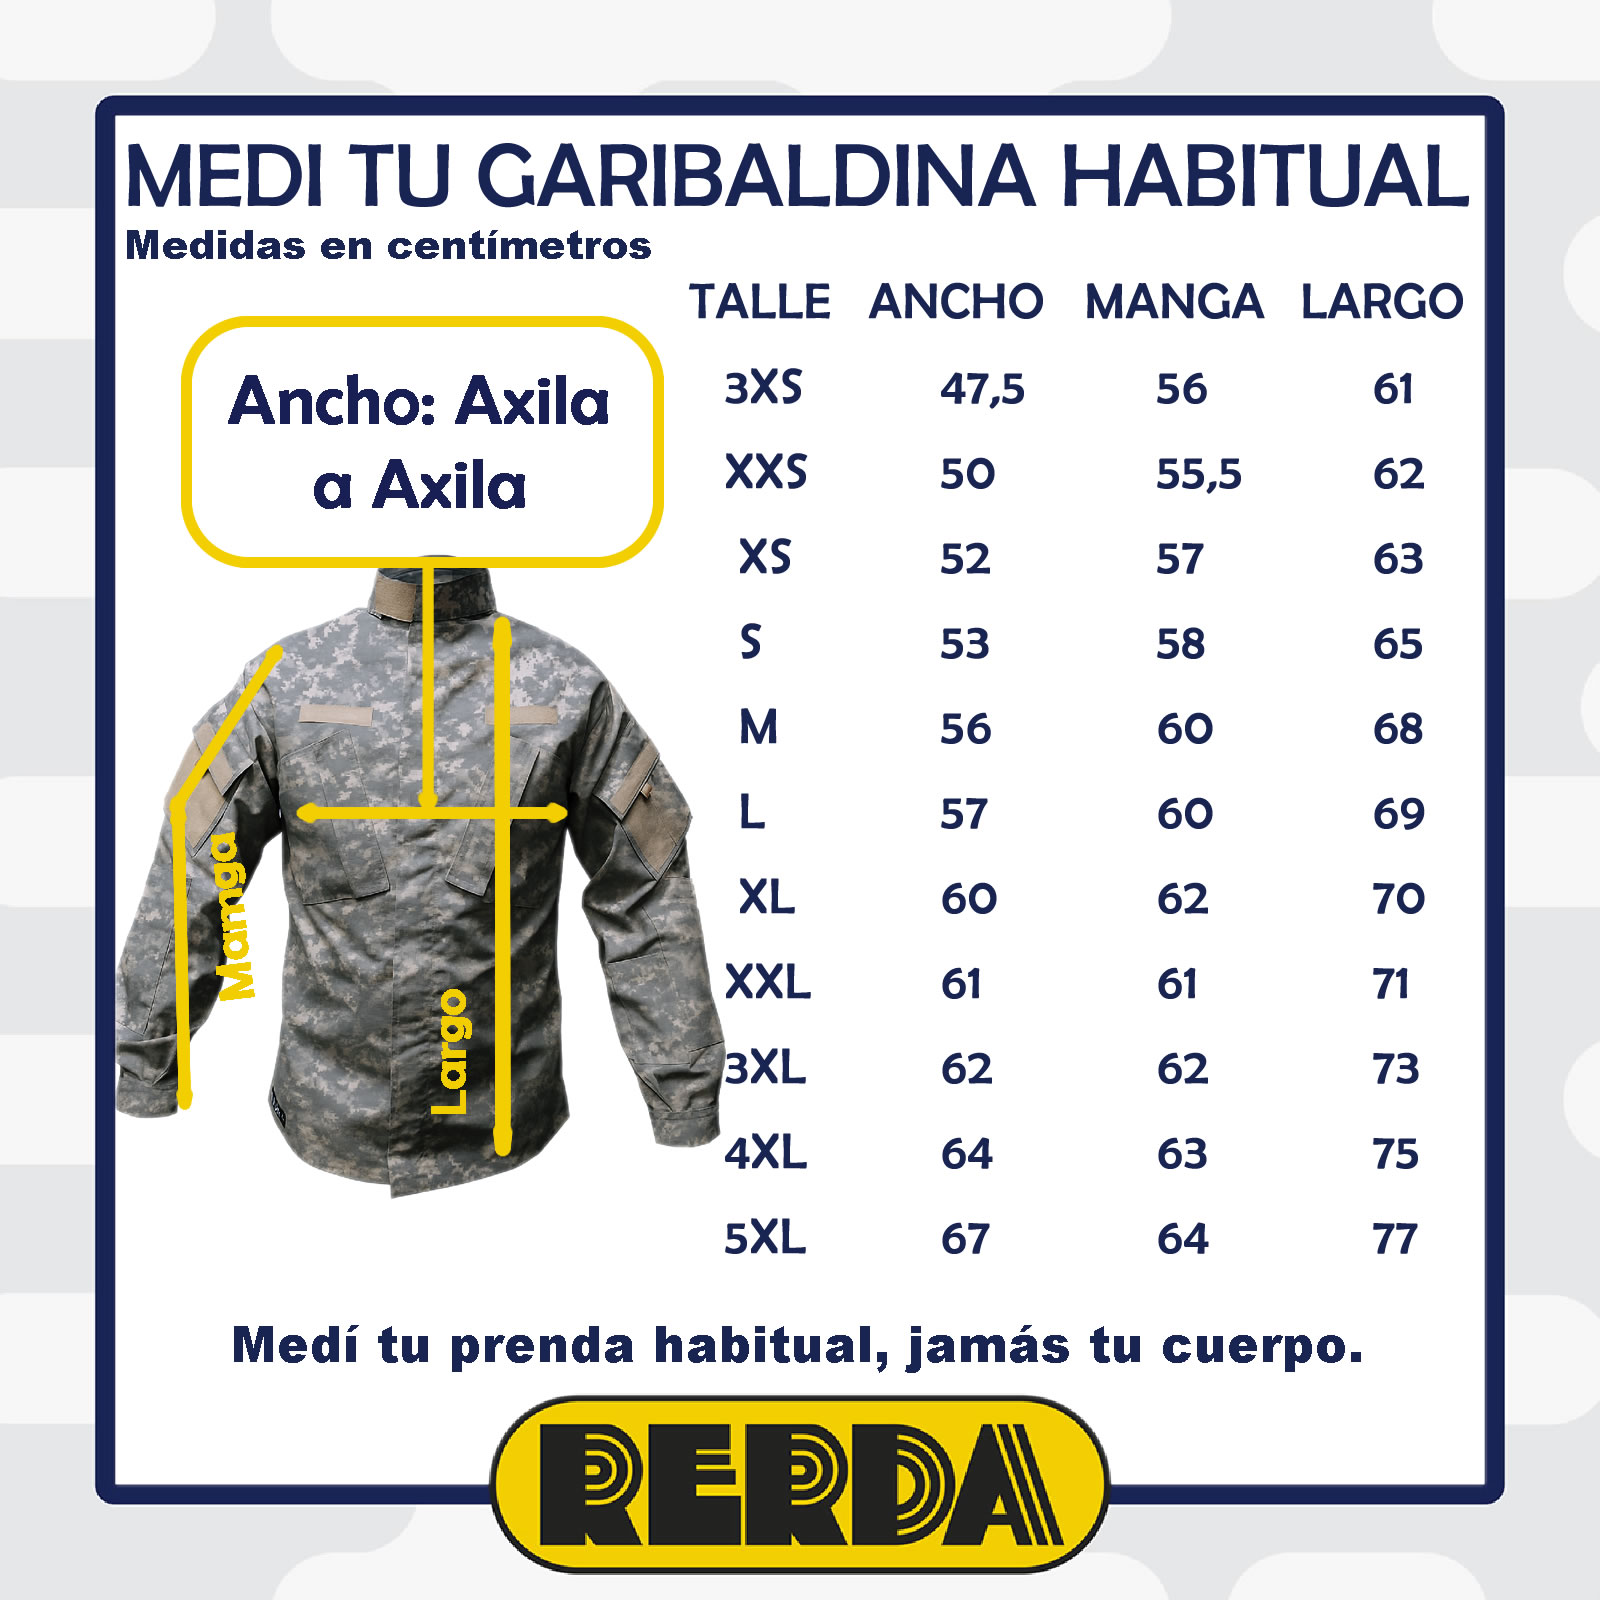 MEDI TU GARIBALDINA HABITUAL
Medidas en centímetros
TALLE ANCHO MANGA LARGO
Ancho: Axila
a Axila
3XS 47,5 56 61
XXS 50 55,5 62
XS 52 57 63
S 53 58 65
M 56 60 68
L 57 60 69
XL 60 62 70
XXL 61 61 71
3XL 62 62 73
4XL 64 63 75
5XL 67 64 77
Mamga
Largo
Medí tu prenda habitual, jamás tu cuerpo.
RERDA